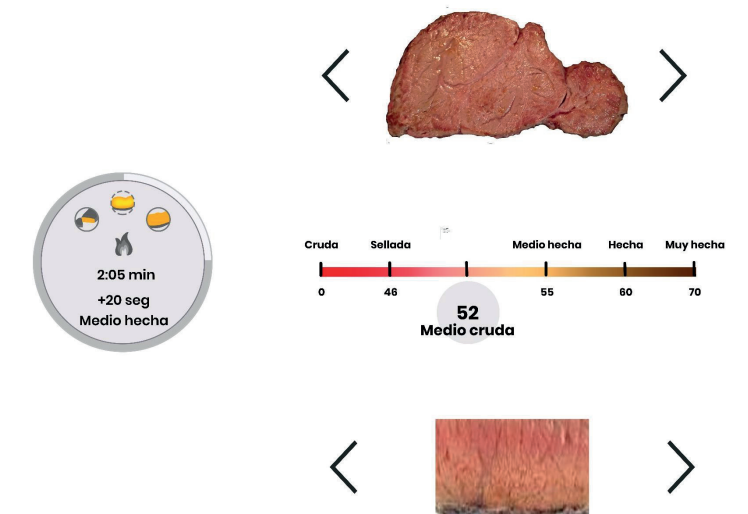 2:05 min
+20 seg
Medio hecha
Cruda
Sellada
Medio hecha
Hecha
Muy hecha
0
46
55
60
70
52
Medio cruda